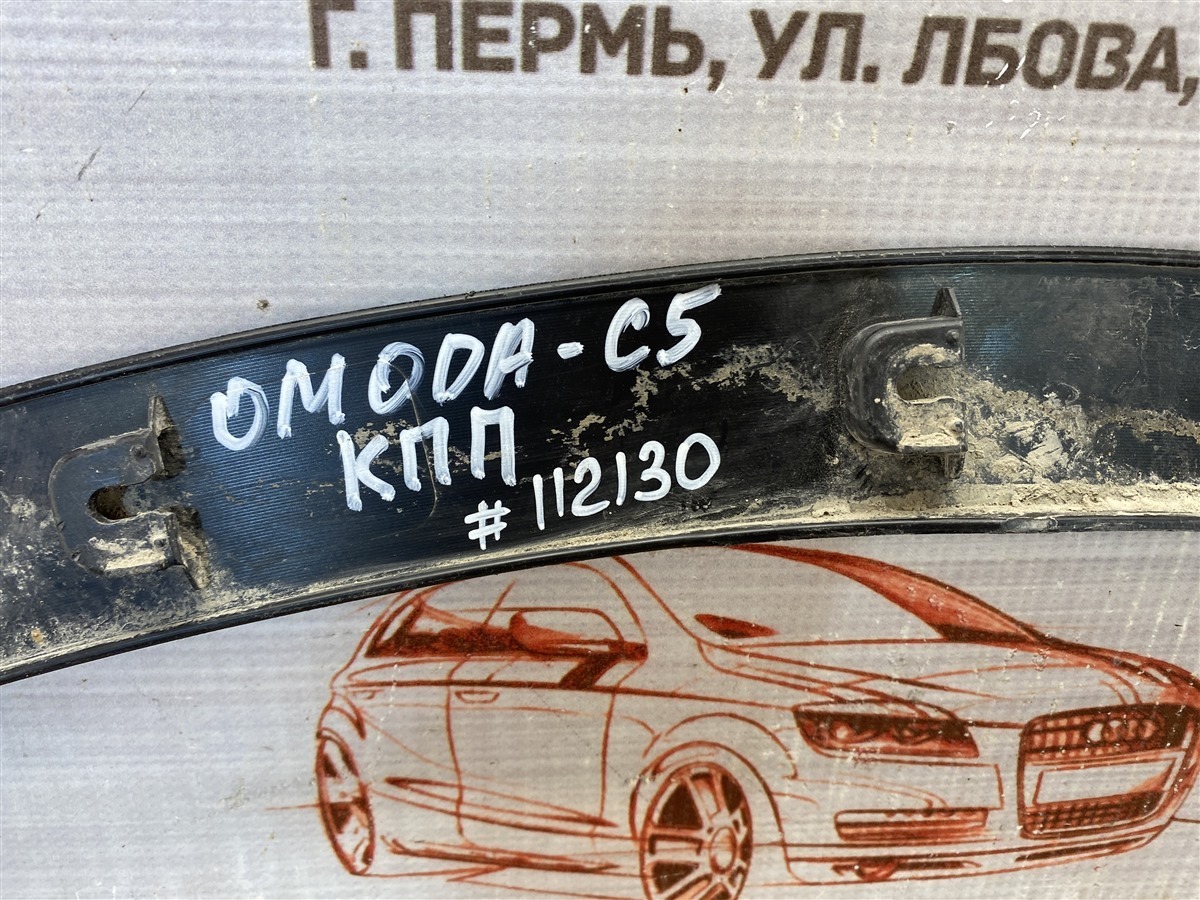 Г. ПЕРМЬ, УЛ. ЛБОВА,
OMODA-C5
КПП
#112130